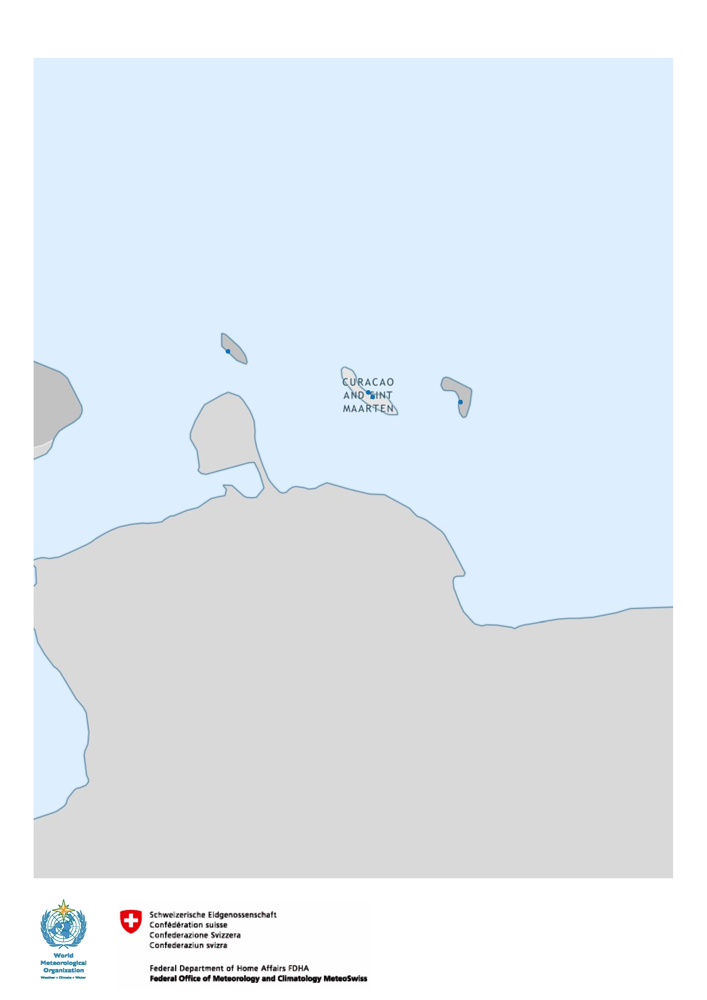 CURACAO
AND SINT
MAARTEN
World
Meteorological
Organization
Weather • Climate • Water
Schweizerische Eidgenossenschaft
Confédération suisse
Confederazione Svizzera
Confederaziun svizra
Federal Department of Home Affairs FDHA
Federal Office of Meteorology and Climatology MeteoSwiss